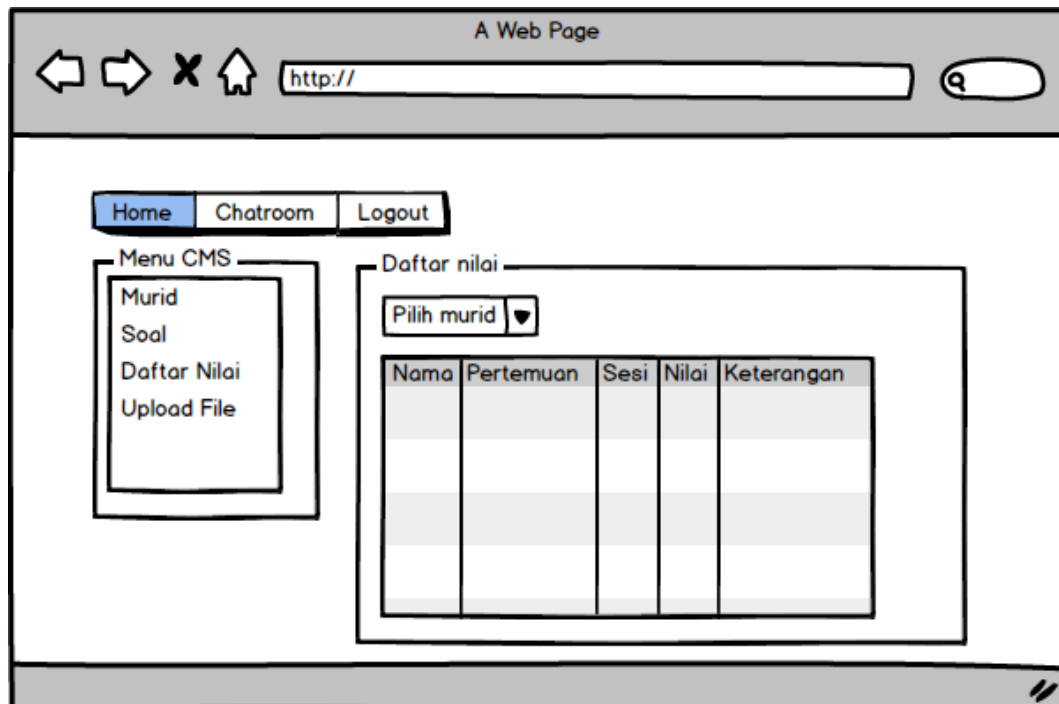 A Web Page
http://
Home Chatroom Logout
Menu CMS
Murid
Soal
Daftar Nilai
Upload File
Daftar nilai
Pilih murid
Nama Pertemuan Sesi Nilai Keterangan